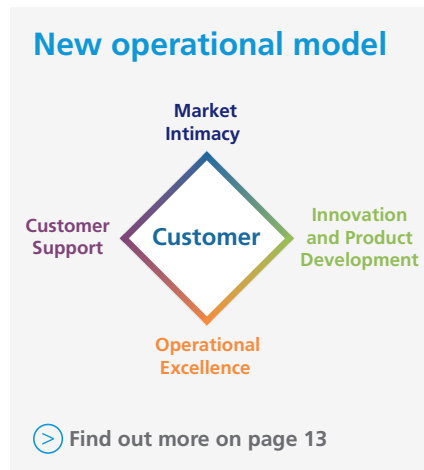 New operational model
Market
Intimacy
Customer
Support
Customer
Innovation
and Product
Development
Operational
Excellence
> Find out more on page 13